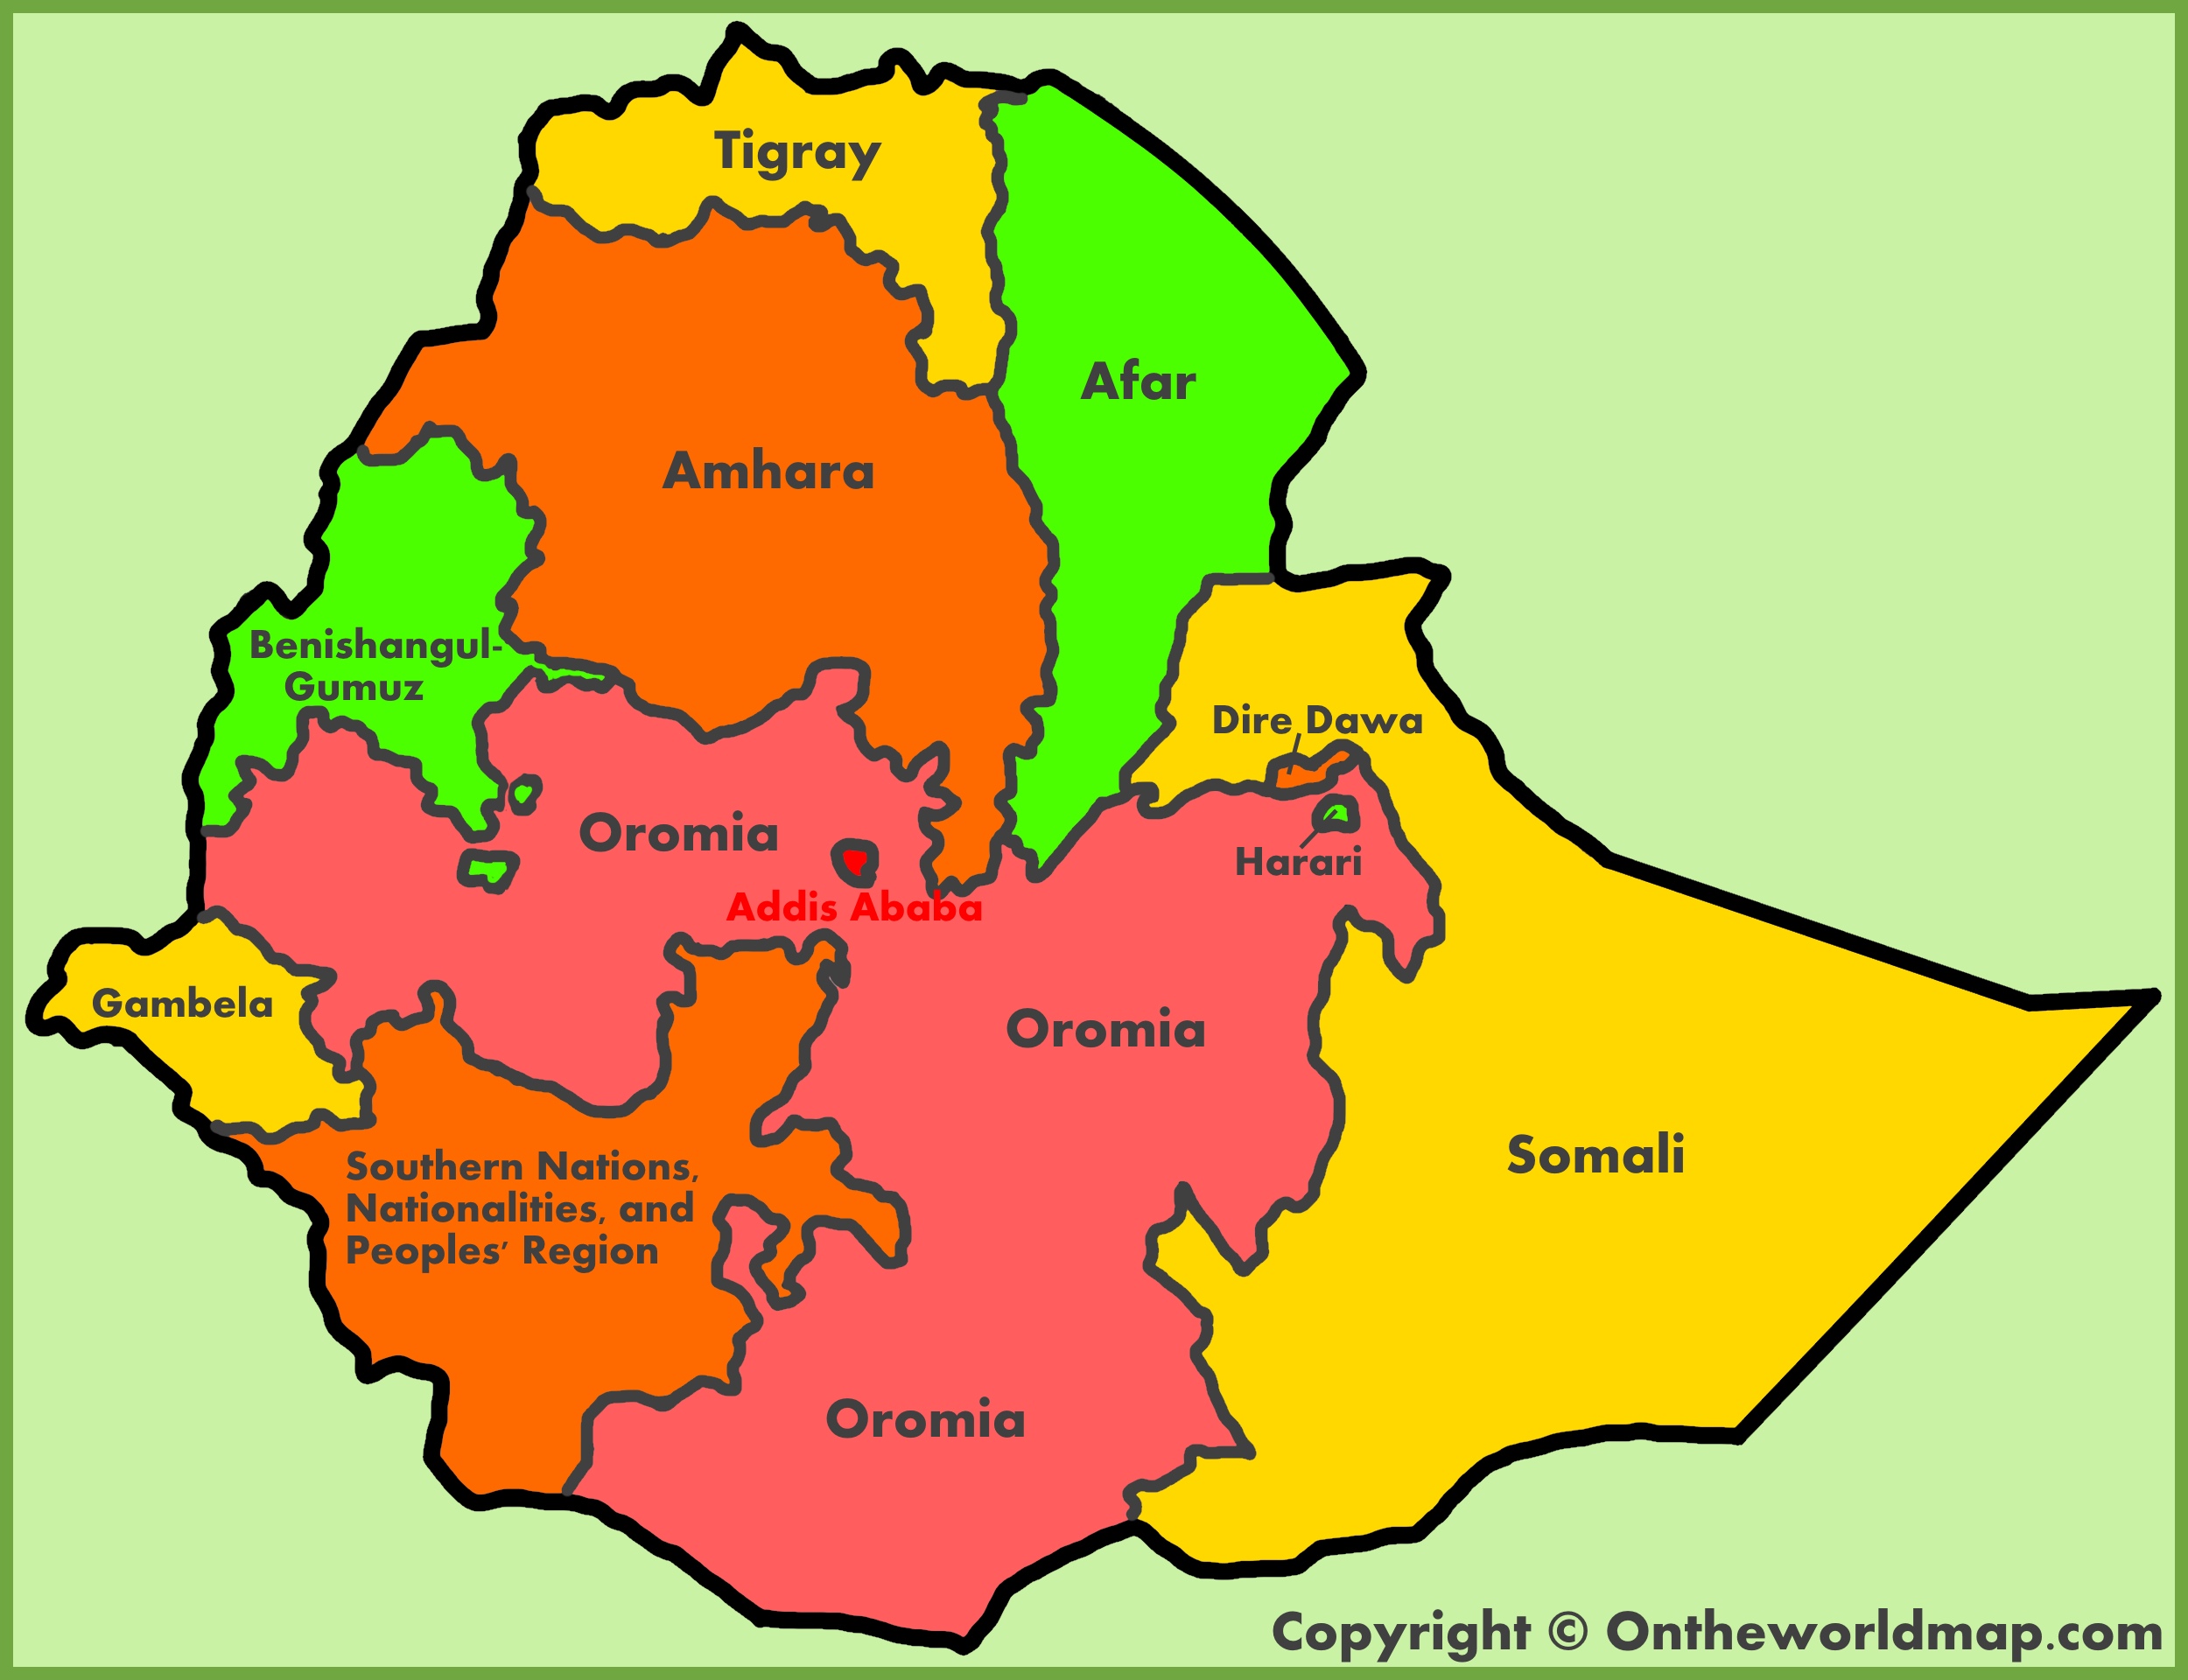 Tigray
Afar
Amhara
Benishangul-
Gumuz
Dire Dawa
Oromia
Harari
Addis Ababa
Gambela
Oromia
Somali
Southern Nations,
Nationalities, and
Peoples’ Region
Oromia
Copyright © Ontheworldmap.com